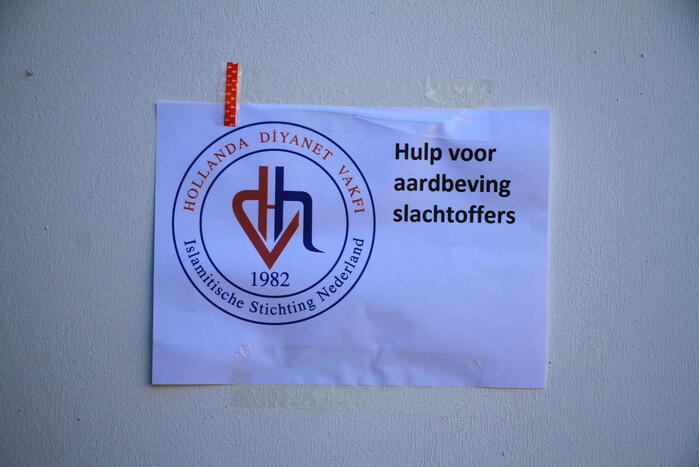 HOLLANDA DİYANET VAKFI
1982
Islamitische Stichting Nederland
Hulp voor
aardbeving
slachtoffers